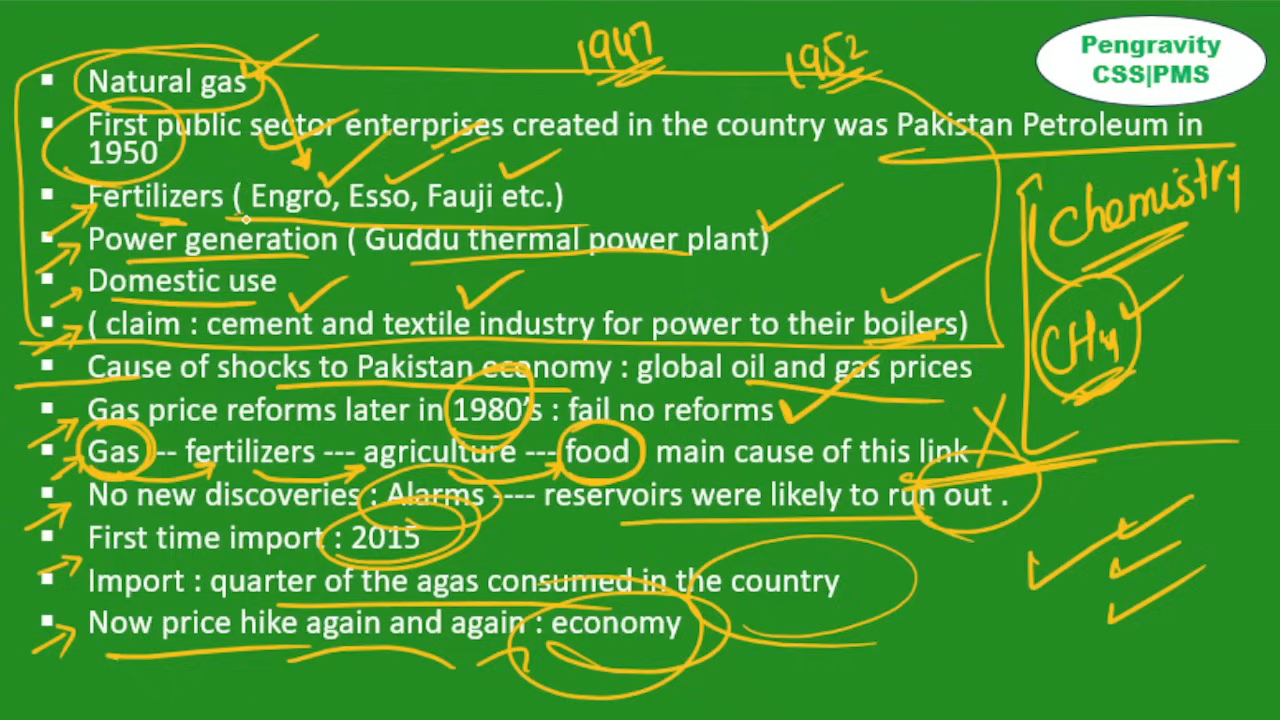 1947
1952
Pengravity
CSS|PMS
Natural gas
First public sector enterprises created in the country was Pakistan Petroleum in
1950
Fertilizers ( Engro, Esso, Fauji etc.)
Power generation ( Guddu thermal power plant)
Domestic use
( claim : cement and textile industry for power to their boilers)
Cause of shocks to Pakistan economy : global oil and gas prices
Gas price reforms later in 1980's : fail no reforms
Gas -- fertilizers --- agriculture --- food main cause of this link
No new discoveries : Alarms ---- reservoirs were likely to run out .
First time import : 2015
Import : quarter of the agas consumed in the country
Now price hike again and again : economy
Chemistry
CH4